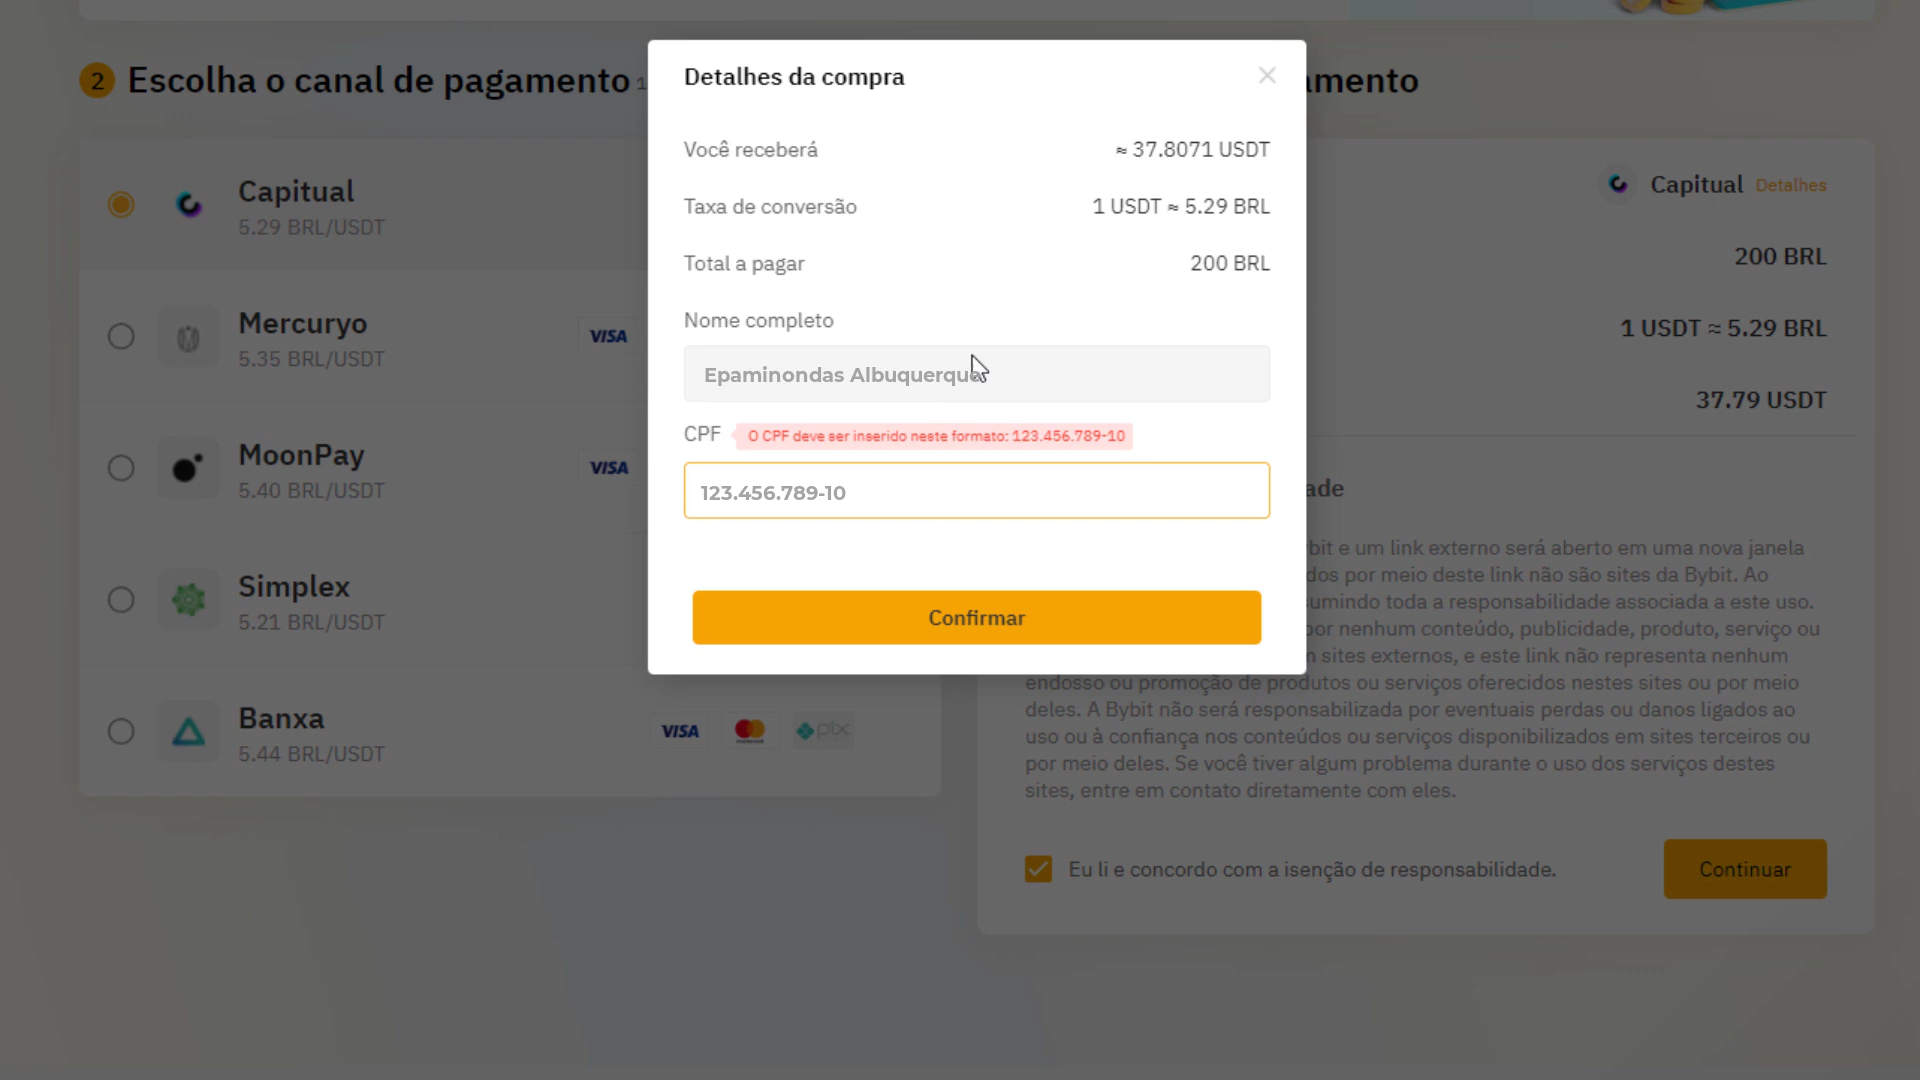 2 Escolha o canal de pagamento 1
amento
Capitual
5.29 BRL/USDT
Mercuryo
5.35 BRL/USDT
VISA
MoonPay
5.40 BRL/USDT
VISA
Simplex
5.21 BRL/USDT
Banxa
5.44 BRL/USDT
VISA
pix
Detalhes da compra
Você receberá ≈ 37.8071 USDT
Taxa de conversão 1 USDT ≈ 5.29 BRL
Total a pagar 200 BRL
Nome completo
Epaminondas Albuquerque
CPF O CPF deve ser inserido neste formato: 123.456.789-10
123.456.789-10
Confirmar
Capitual Detalhes
200 BRL
1 USDT ≈ 5.29 BRL
37.79 USDT
ade
bit e um link externo será aberto em uma nova janela
dos por meio deste link não são sites da Bybit. Ao
umindo toda a responsabilidade associada a este uso.
por nenhum conteúdo, publicidade, produto, serviço ou
n sites externos, e este link não representa nenhum
endosso ou promoção de produtos ou serviços oferecidos nestes sites ou por meio
deles. A Bybit não será responsabilizada por eventuais perdas ou danos ligados ao
uso ou à confiança nos conteúdos ou serviços disponibilizados em sites terceiros ou
por meio deles. Se você tiver algum problema durante o uso dos serviços destes
sites, entre em contato diretamente com eles.
Eu li e concordo com a isenção de responsabilidade.
Continuar